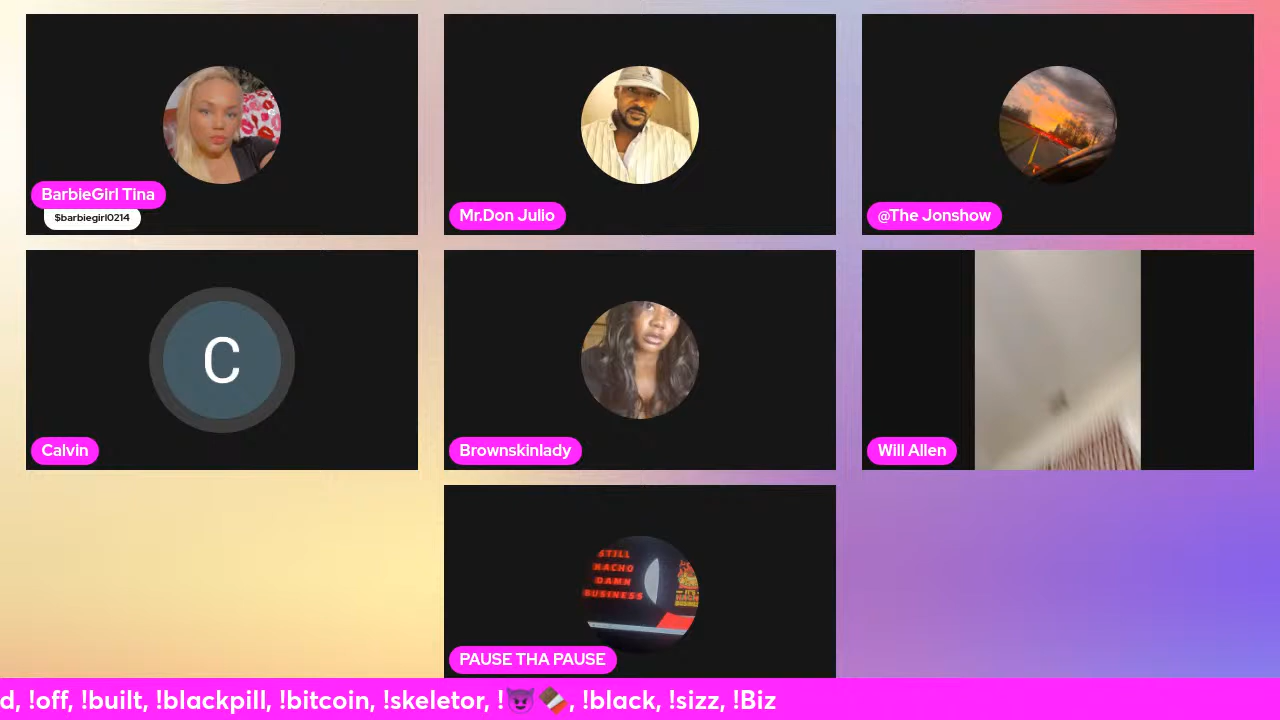 BarbieGirl Tina
$barbiegirl0214
Mr.Don Julio
@The Jonshow
C
Calvin
Brownskinlady
Will Allen
STILL
NACHO
DAMN
BUSINESS
PAUSE THA PAUSE
d, !off, !built, !blackpill, !bitcoin, !skeletor, !😈🍫, !black, !sizz, !Biz